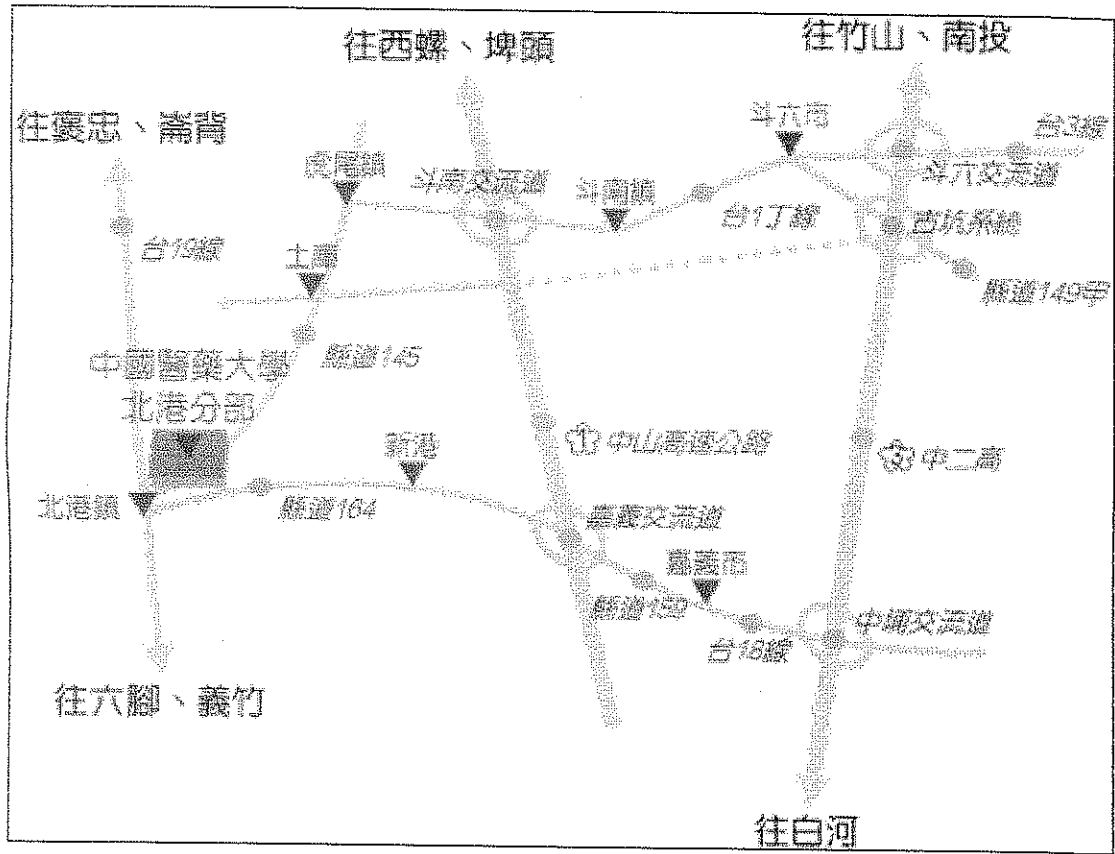 往西螺、埤頭
往竹山、南投
往褒忠、崙背
斗六市
台3線
虎尾鎮
斗南交流道
斗南鎮
斗六交流道
台1丁線
古坑系統
台19線
土庫
縣道149甲
縣道145
中國醫藥大學
北港分部
新港
1 中山高速公路
3 中二高
北港鎮
縣道164
嘉義交流道
嘉義市
縣道159
台18線
中埔交流道
往六腳、義竹
往白河